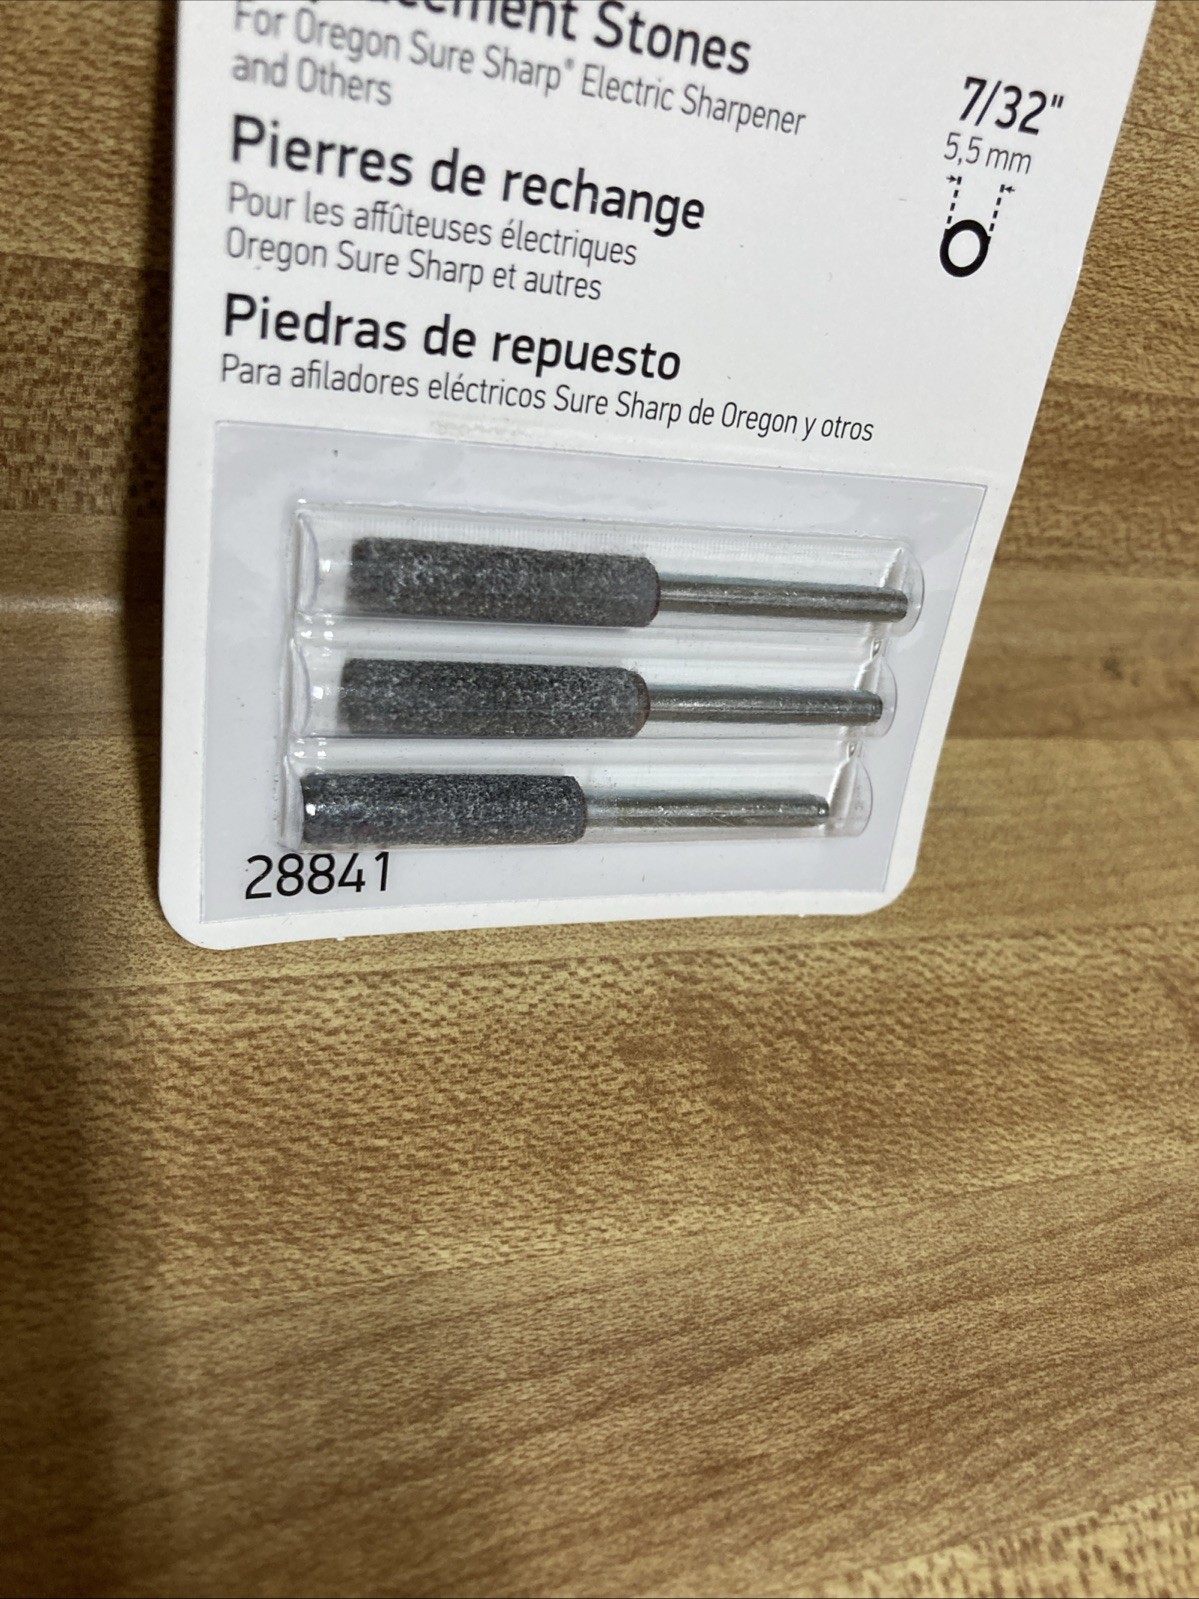 Stones
For Oregon Sure Sharp® Electric Sharpener
and Others
7/32"
5,5 mm
Pierres de rechange
Pour les affûteuses électriques
Oregon Sure Sharp et autres
Piedras de repuesto
Para afiladores eléctricos Sure Sharp de Oregon y otros
28841